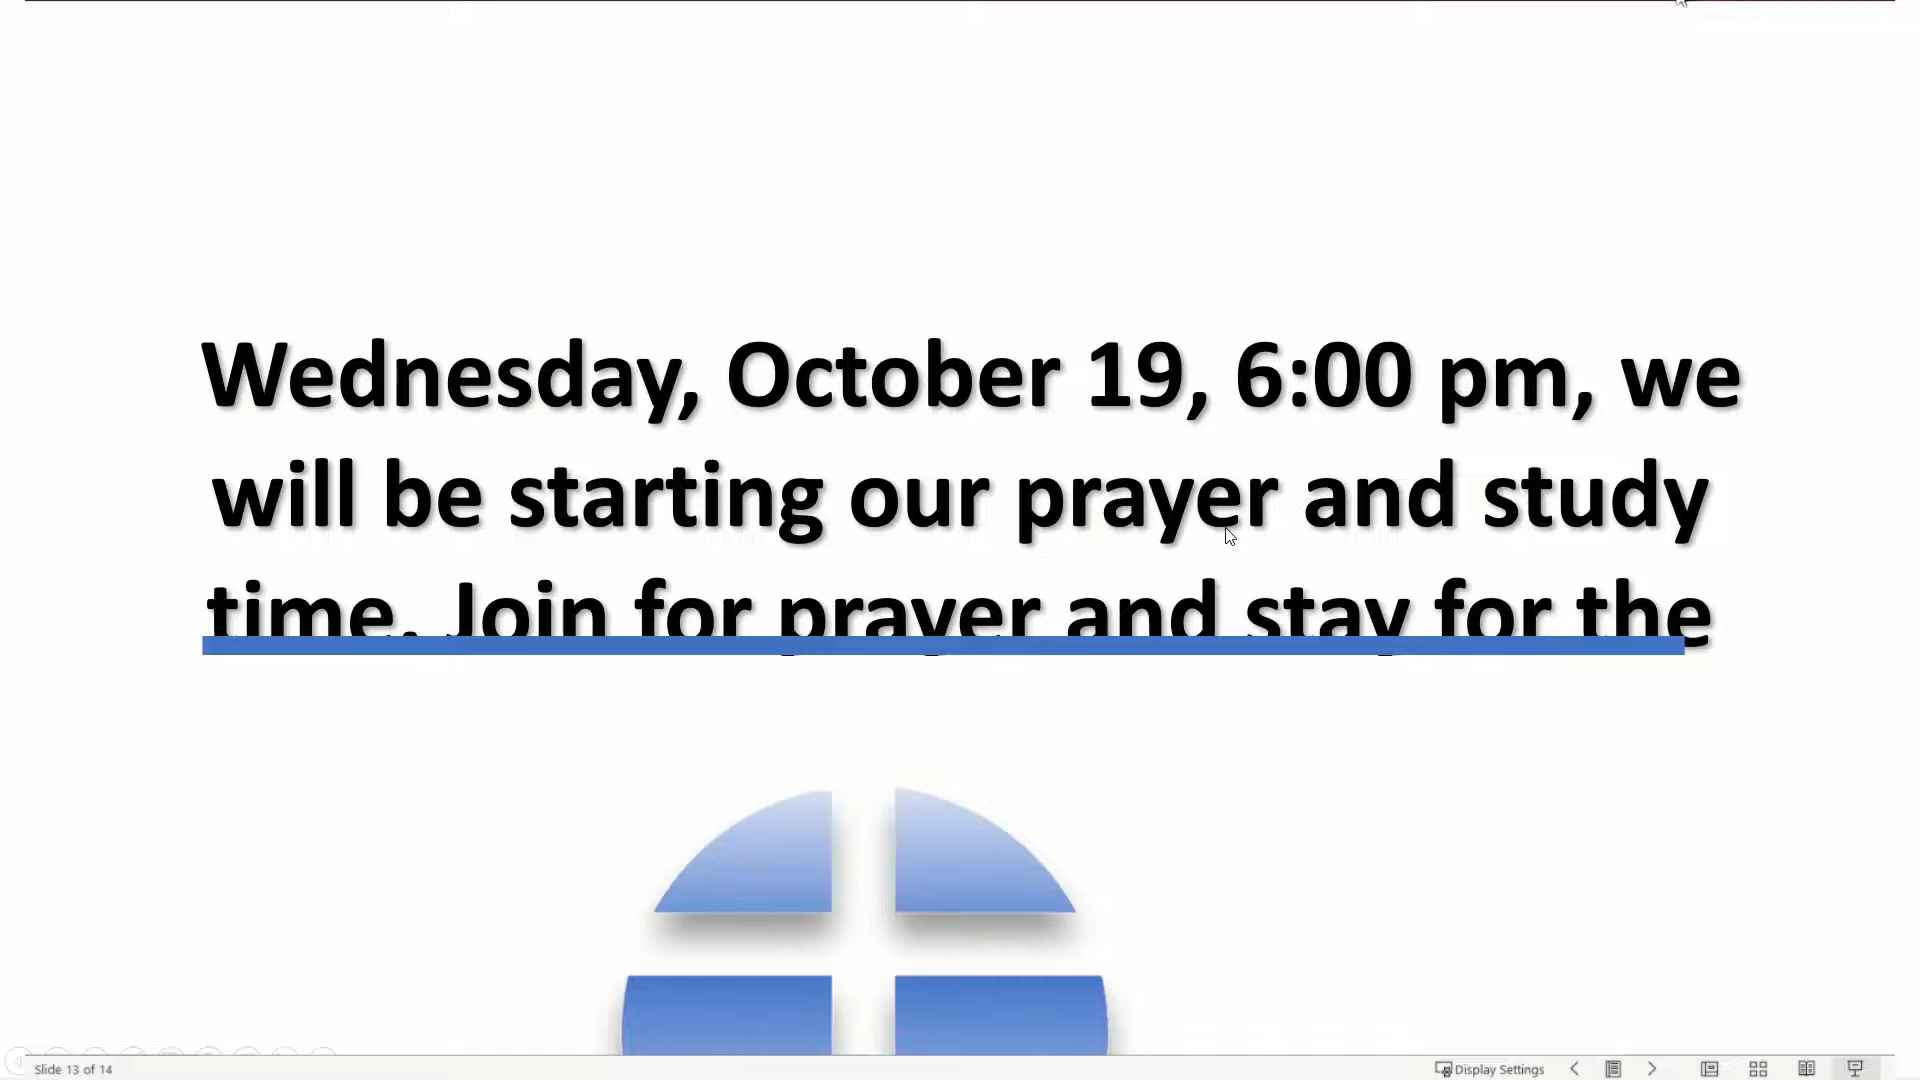 Wednesday, October 19, 6:00 pm, we
will be starting our prayer and study
time. Join for prayer and stay for the
Slide 13 of 14
Display Settings